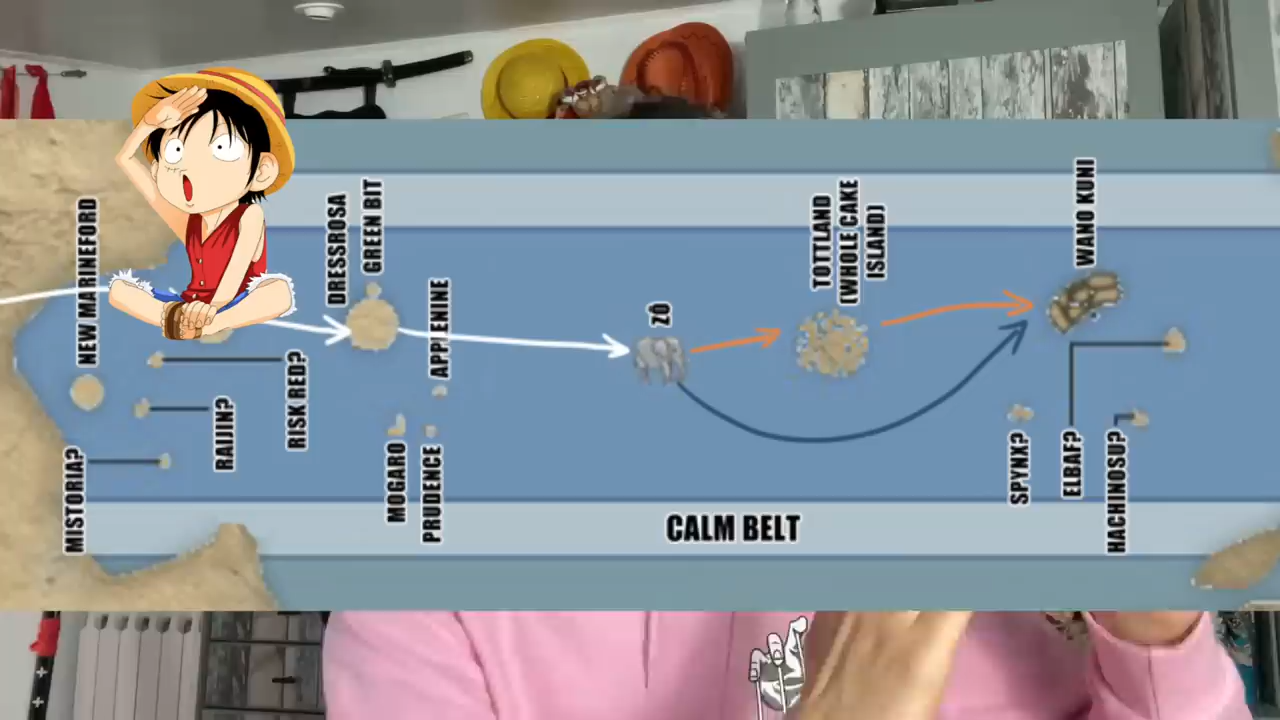 NEW MARINEFORD
MISTORIA?
RAIJIN?
RISK RED?
DRESSROSA
GREEN BIT
APPLENINE
MOGARO
PRUDENCE
ZÔ
TOTTLAND
(WHOLE CAKE
ISLAND)
WANO KUNI
SPYNX?
ELBAF?
HACHINOSU?
CALM BELT